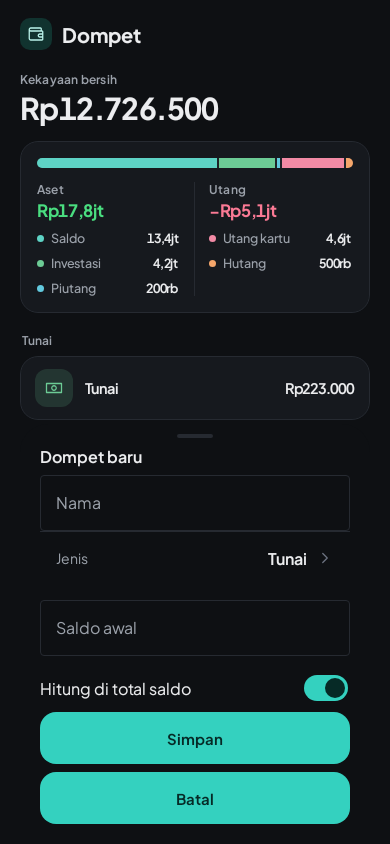 Dompet
Kekayaan bersih
Rp12.726.500
Aset
Rp17,8jt
Saldo 13,4jt
Investasi 4,2jt
Piutang 200rb
Utang
-Rp5,1jt
Utang kartu 4,6jt
Hutang 500rb
Tunai
Tunai Rp223.000
Dompet baru
Nama
Jenis Tunai
Saldo awal
Hitung di total saldo
Simpan
Batal